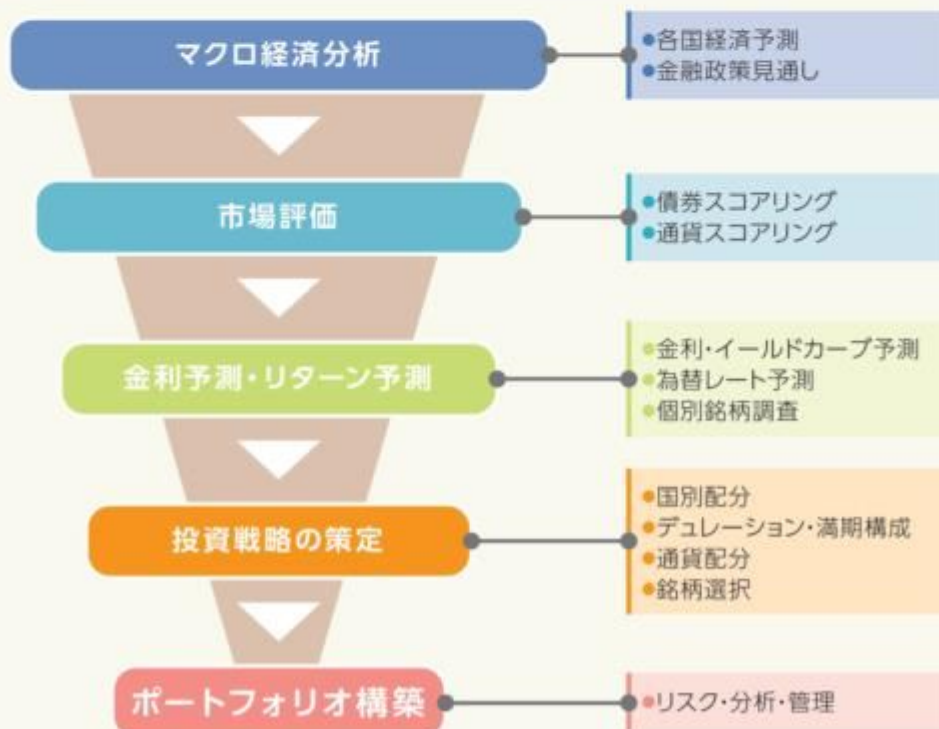 マクロ経済分析
●各国経済予測
●金融政策見通し
市場評価
●債券スコアリング
●通貨スコアリング
金利予測・リターン予測
●金利・イールドカーブ予測
●為替レート予測
●個別銘柄調査
投資戦略の策定
●国別配分
●デュレーション・満期構成
●通貨配分
●銘柄選択
ポートフォリオ構築
●リスク・分析・管理